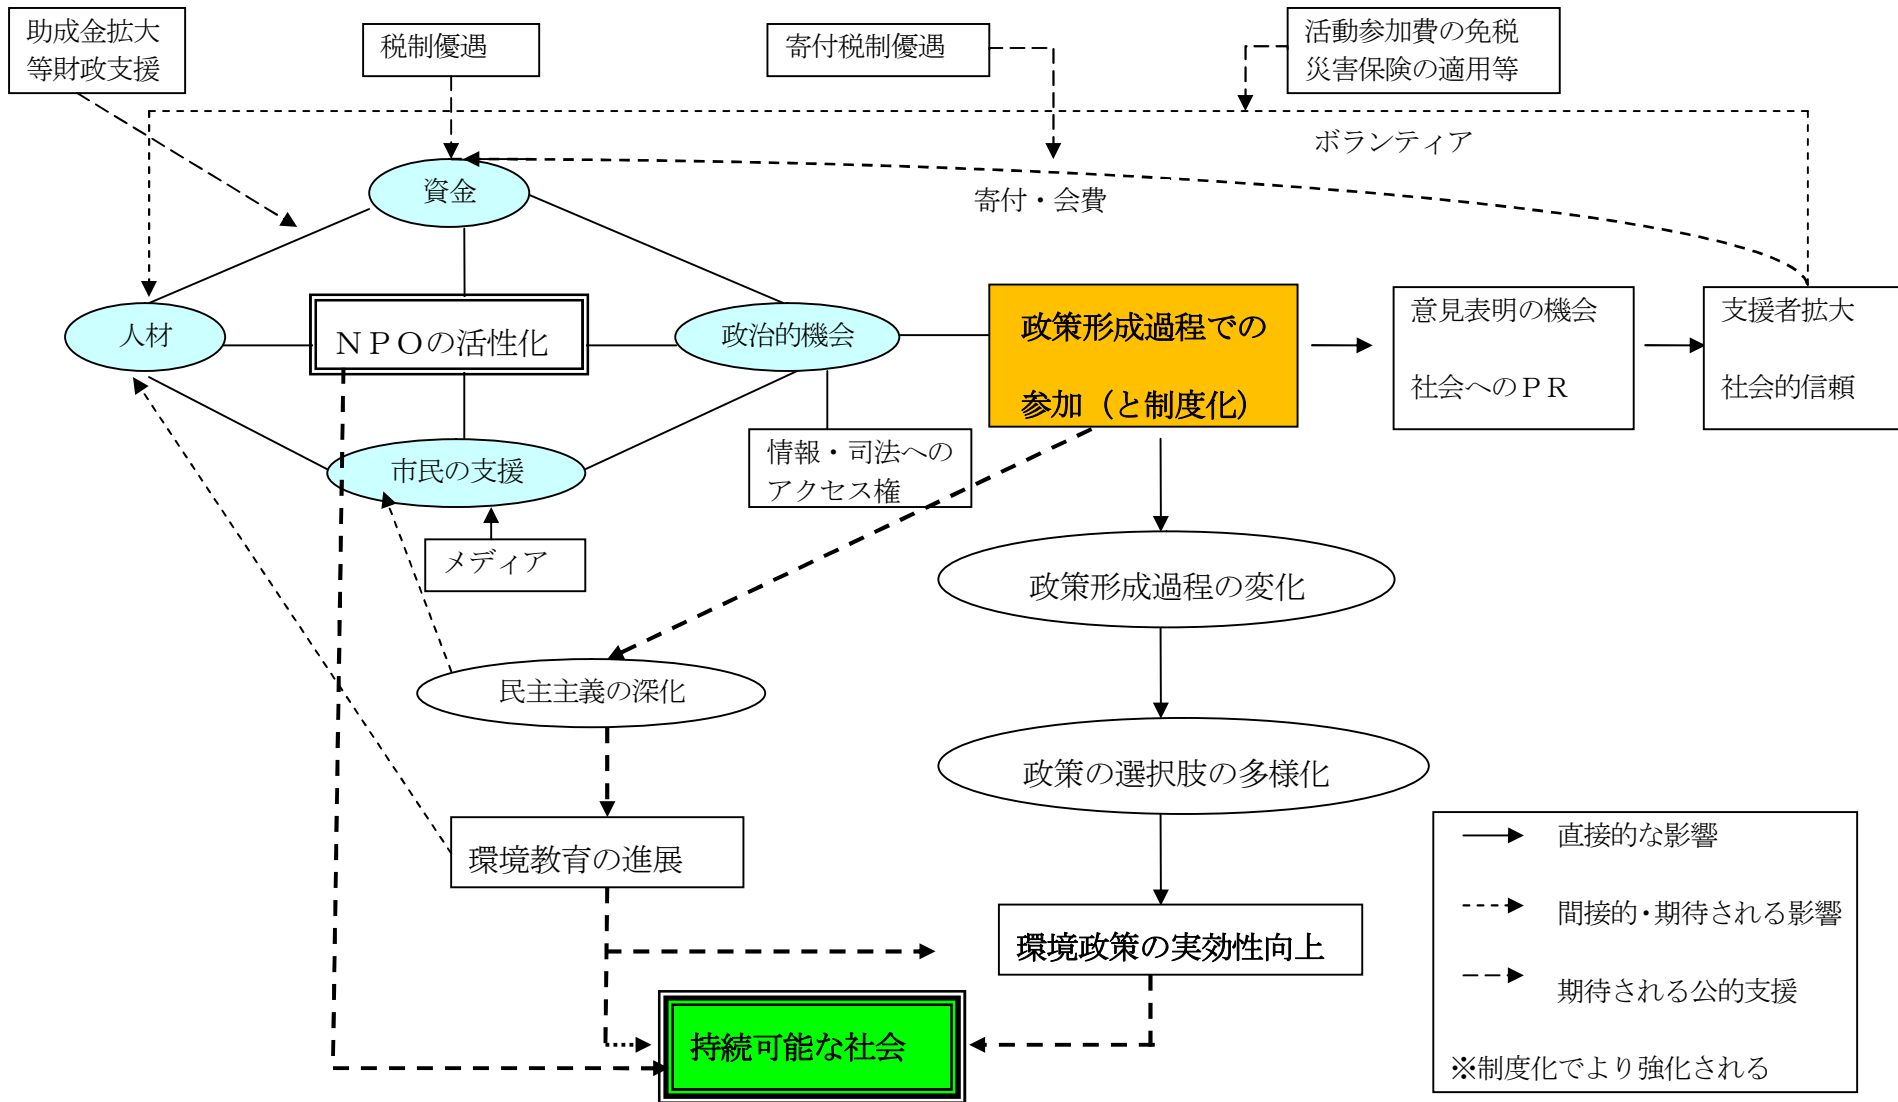 助成金拡大
等財政支援
税制優遇
寄付税制優遇
活動参加費の免税
災害保険の適用等
ボランティア
資金
寄付・会費
人材
ＮＰＯの活性化
政治的機会
政策形成過程での
参加（と制度化）
意見表明の機会
社会へのＰＲ
支援者拡大
社会的信頼
市民の支援
情報・司法への
アクセス権
メディア
政策形成過程の変化
民主主義の深化
政策の選択肢の多様化
環境教育の進展
環境政策の実効性向上
持続可能な社会
直接的な影響
間接的・期待される影響
期待される公的支援
※制度化でより強化される